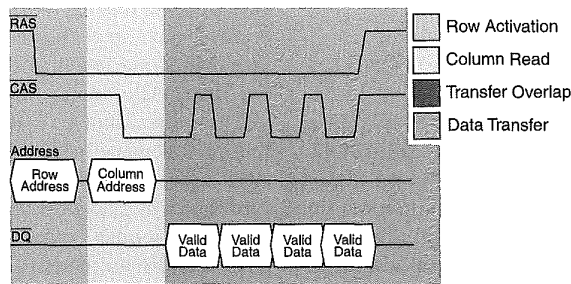 RAS
CAS
Address
Row Address
Column Address
DQ
Valid Data
Valid Data
Valid Data
Valid Data
Row Activation
Column Read
Transfer Overlap
Data Transfer